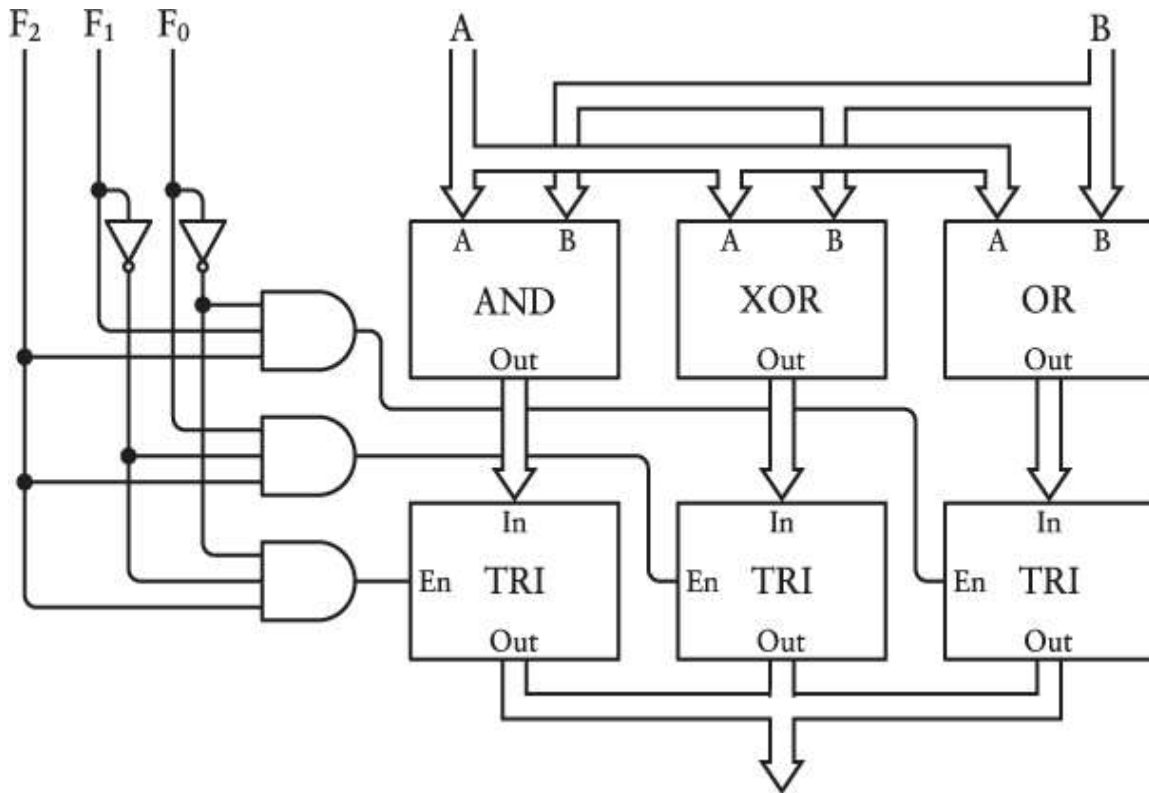 F₂ F₁ F₀ A B
A B A B A B
AND XOR OR
Out Out Out
In In In
En TRI En TRI En TRI
Out Out Out